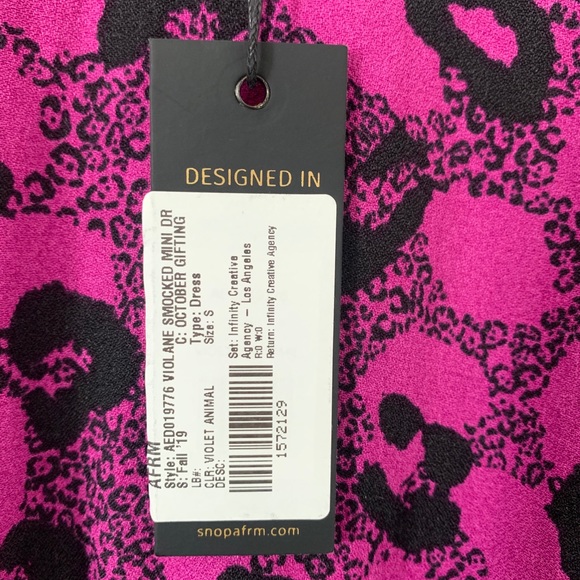 DESIGNED IN
AFRM
Style: AED019776 VIOLANE SMOCKED MINI DR
S: Fall '19
C: OCTOBER GIFTING
Type: Dress
Size: S
LB#:
CLR: VIOLET ANIMAL
DESC:
Set: Infinity Creative
Agency – Los Angeles
R:0 W:0
Return: Infinity Creative Agency
1572129
snopafrm.com